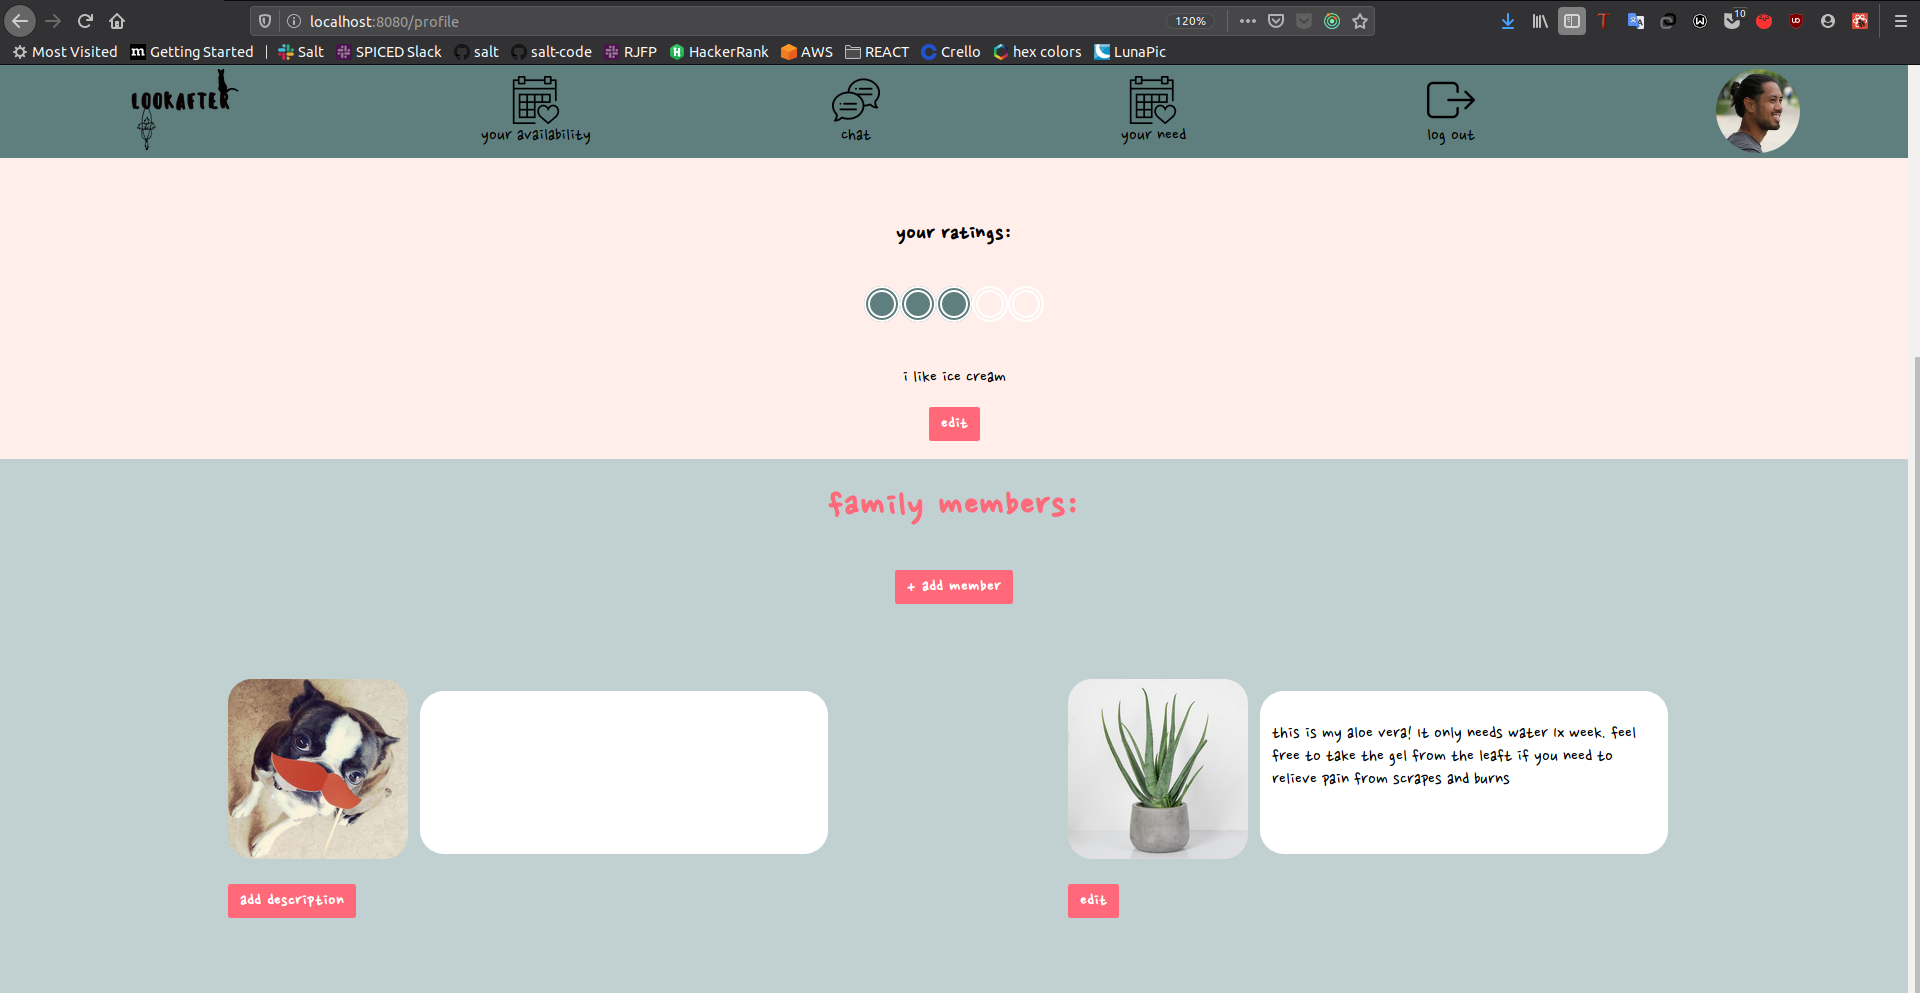 localhost:8080/profile
120%
10
Most Visited
m Getting Started
Salt
SPICED Slack
salt
salt-code
RJFP
HackerRank
AWS
REACT
Crello
hex colors
LunaPic
LOOKAFTER
your availability
chat
your need
log out
your ratings:
i like ice cream
edit
family members:
+ add member
this is my aloe vera! It only needs water 1x week. feel
free to take the gel from the leaft if you need to
relieve pain from scrapes and burns
add description
edit